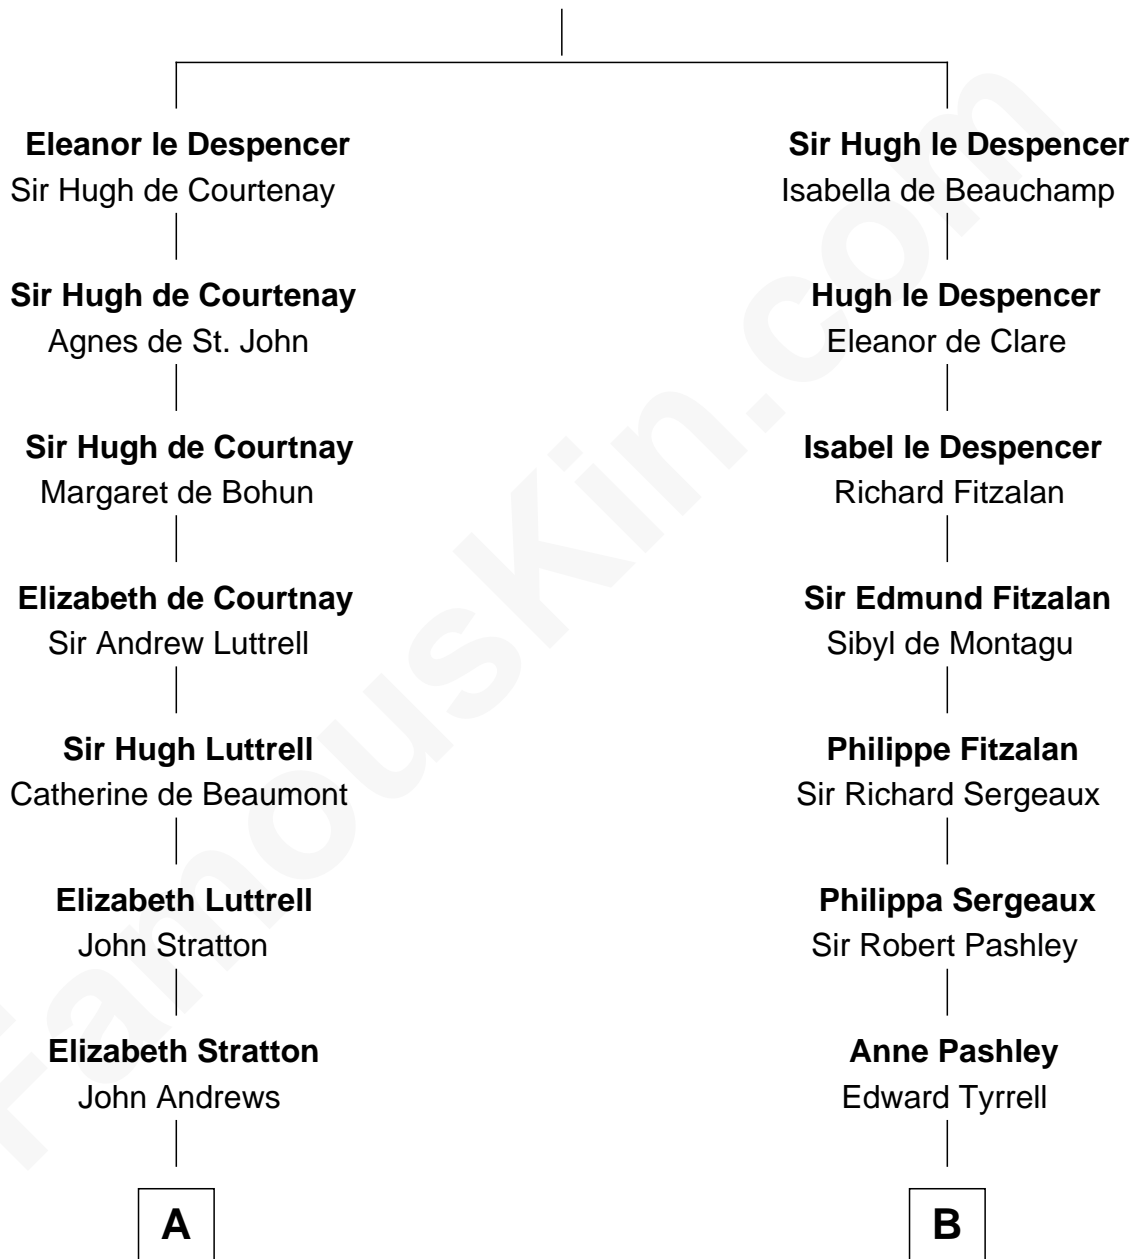 Eleanor le Despencer
Sir Hugh de Courtenay
Sir Hugh de Courtenay
Agnes de St. John
Sir Hugh de Courtnay
Margaret de Bohun
Elizabeth de Courtnay
Sir Andrew Luttrell
Sir Hugh Luttrell
Catherine de Beaumont
Elizabeth Luttrell
John Stratton
Elizabeth Stratton
John Andrews
A
Sir Hugh le Despencer
Isabella de Beauchamp
Hugh le Despencer
Eleanor de Clare
Isabel le Despencer
Richard Fitzalan
Sir Edmund Fitzalan
Sibyl de Montagu
Philippe Fitzalan
Sir Richard Sergeaux
Philippa Sergeaux
Sir Robert Pashley
Anne Pashley
Edward Tyrrell
B
FamousKin.com